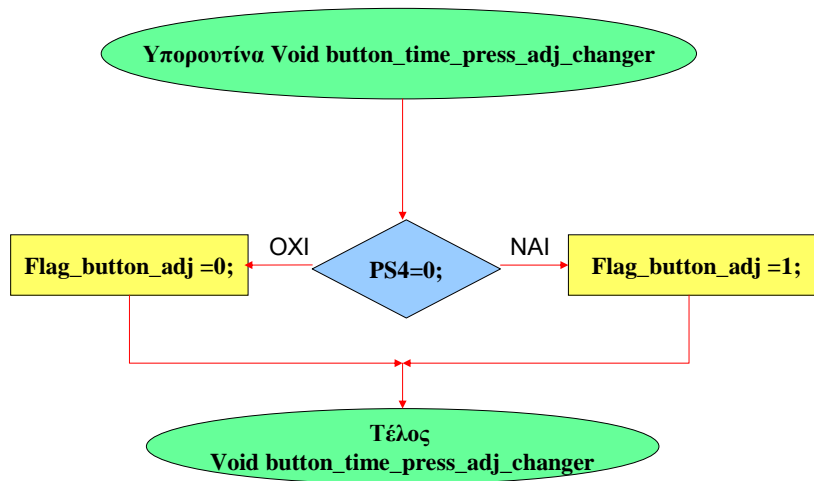 Υπορουτίνα Void button_time_press_adj_changer
ΟΧΙ
ΝΑΙ
Flag_button_adj =0;
PS4=0;
Flag_button_adj =1;
Τέλος
Void button_time_press_adj_changer